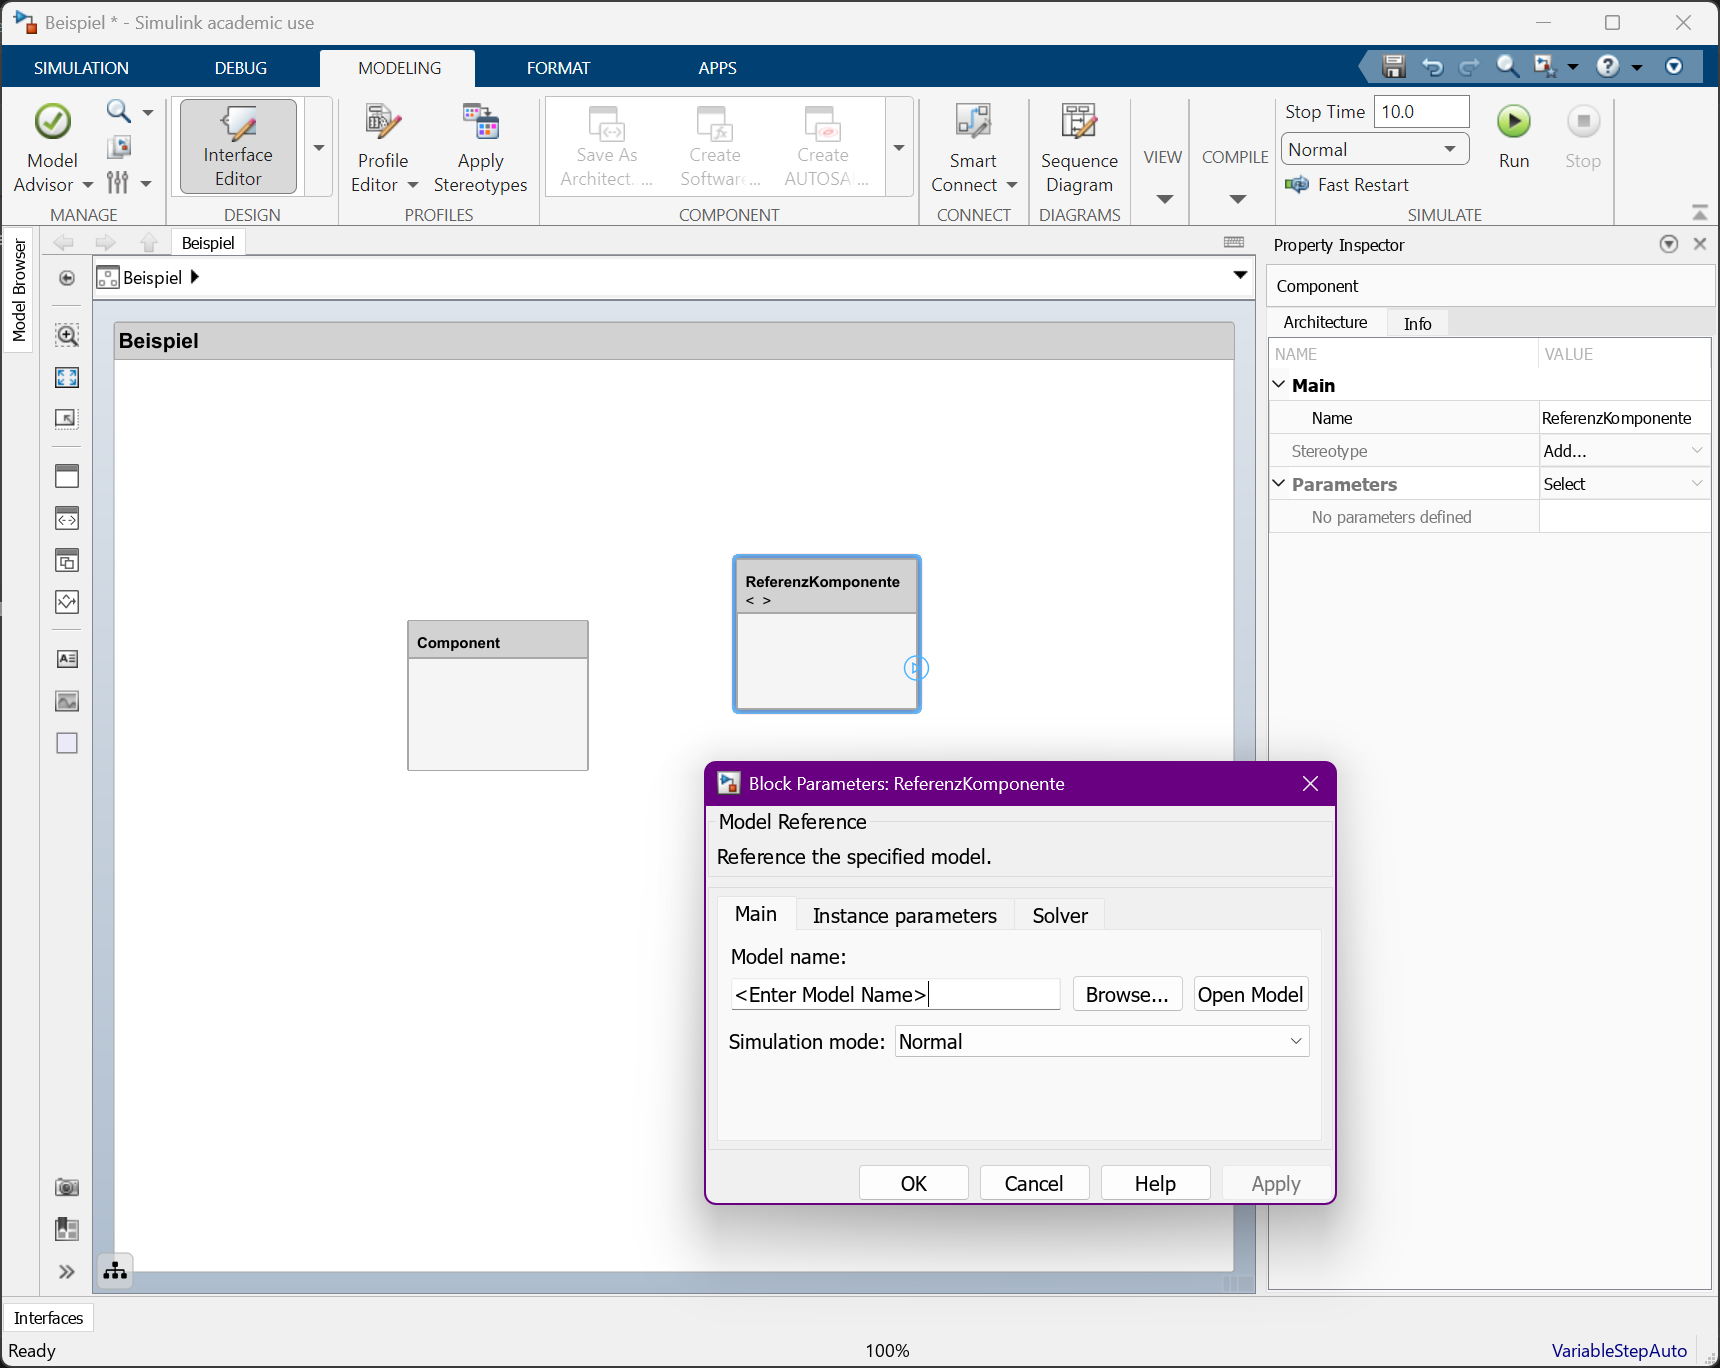 Beispiel * - Simulink academic use
SIMULATION DEBUG MODELING FORMAT APPS
Model Advisor
MANAGE
Interface Editor
DESIGN
Profile Editor
Apply Stereotypes
PROFILES
Save As Architect. ...
Create Softwar... 
Create AUTOSA...
COMPONENT
Smart Connect
CONNECT
Sequence Diagram
DIAGRAMS
VIEW
COMPILE
Stop Time 10.0
Normal
Fast Restart
Run
Stop
SIMULATE
Model Browser
Beispiel
Beispiel
Beispiel
Component
ReferenzKomponente
< >
Property Inspector
Component
Architecture Info
NAME VALUE
Main
Name ReferenzKomponente
Stereotype Add...
Parameters Select
No parameters defined
Block Parameters: ReferenzKomponente
Model Reference
Reference the specified model.
Main Instance parameters Solver
Model name:
<Enter Model Name> Browse... Open Model
Simulation mode: Normal
OK Cancel Help Apply
Interfaces
Ready 100% VariableStepAuto